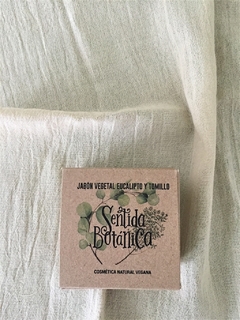 JABÓN VEGETAL EUCALIPTO Y TOMILLO
Sentida
Botánica
COSMÉTICA NATURAL VEGANA